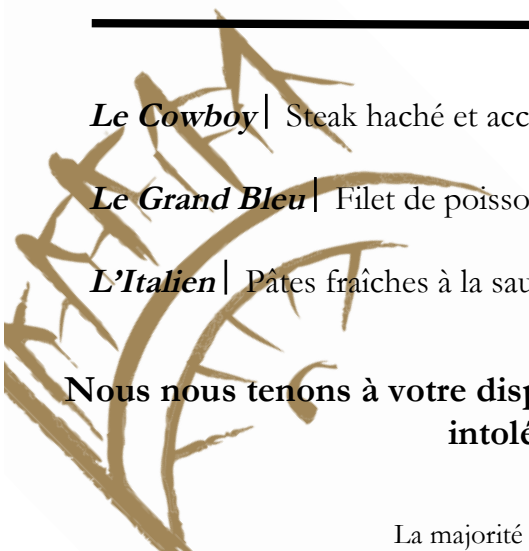 Le Cowboy| Steak haché et acc
Le Grand Bleu| Filet de poisso
L'Italien| Pâtes fraîches à la sau
Nous nous tenons à votre disp
intolé
La majorité